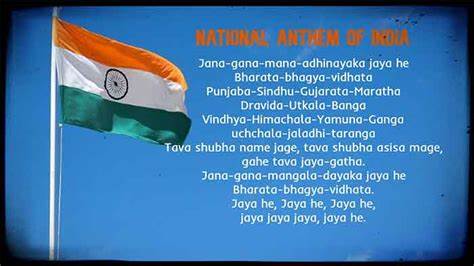 NATIONAL ANTHEM OF INDIA
Jana-gana-mana-adhinayaka jaya he
Bharata-bhagya-vidhata
Punjaba-Sindhu-Gujarata-Maratha
Dravida-Utkala-Banga
Vindhya-Himachala-Yamuna-Ganga
uchchala-jaladhi-taranga
Tava shubha name jage, tava shubha asisa mage,
gahe tava jaya-gatha.
Jana-gana-mangala-dayaka jaya he
Bharata-bhagya-vidhata.
Jaya he, Jaya he, Jaya he,
jaya jaya jaya, jaya he.